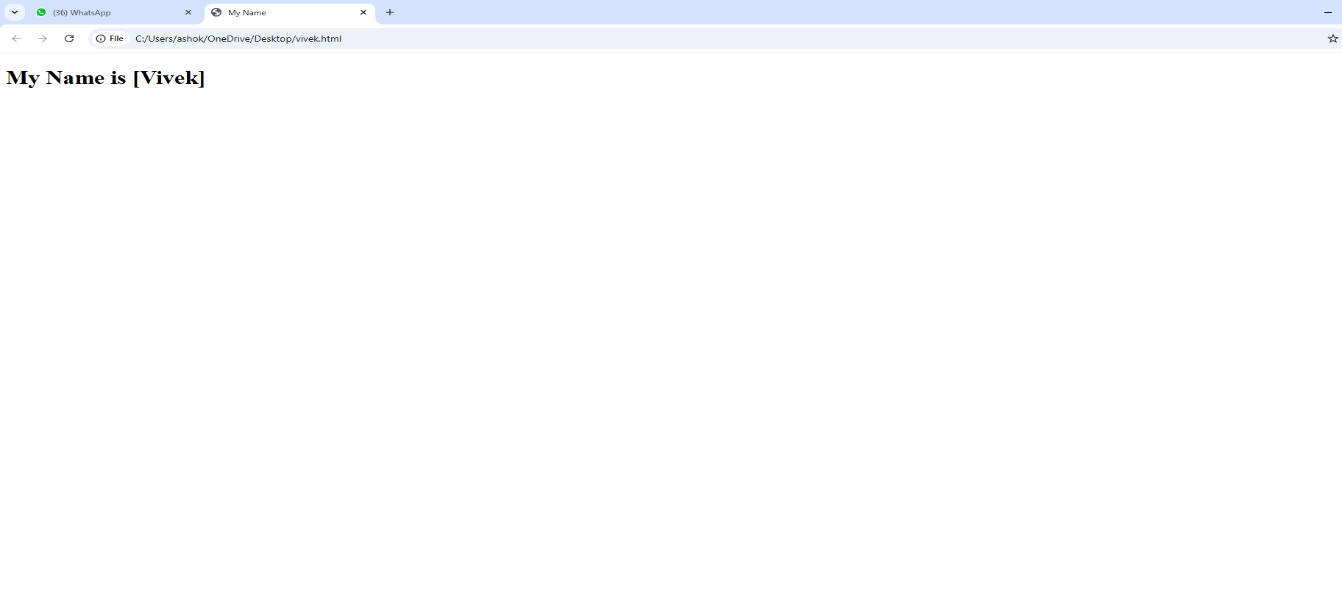 (36) WhatsApp
My Name
File
C:/Users/ashok/OneDrive/Desktop/vivek.html
My Name is [Vivek]